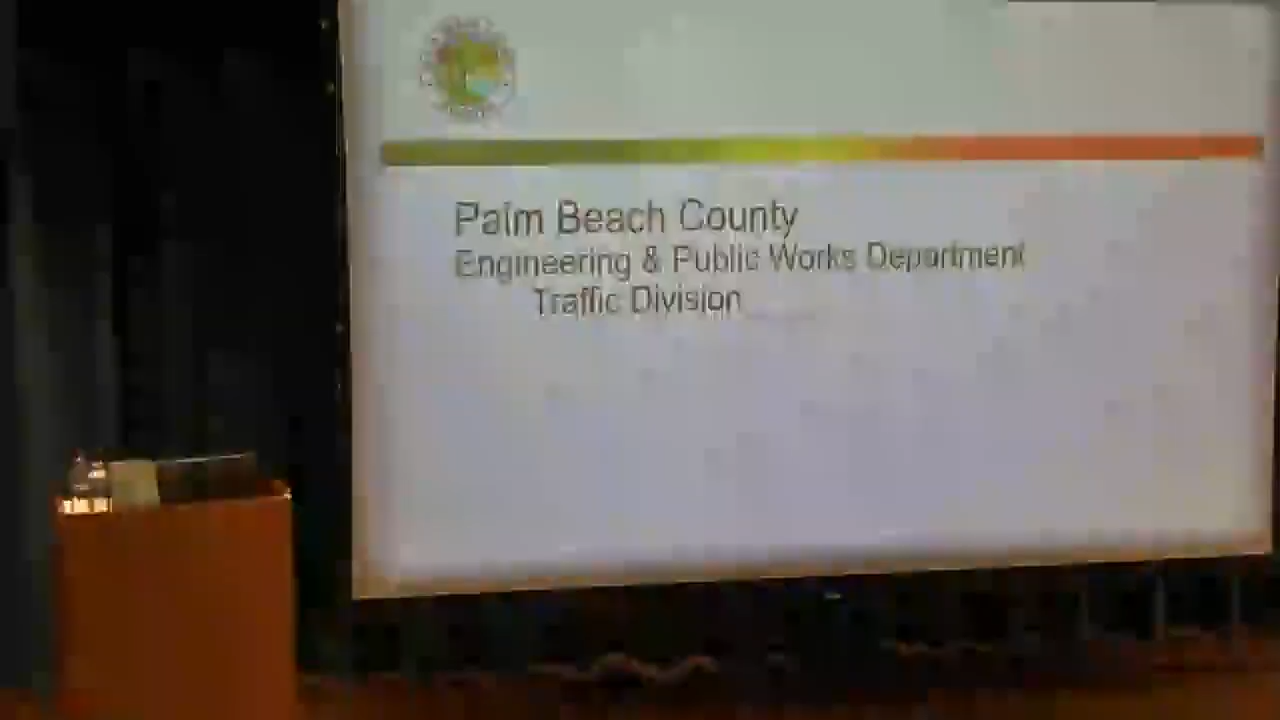 Palm Beach County
Engineering & Public Works Department
Traffic Division